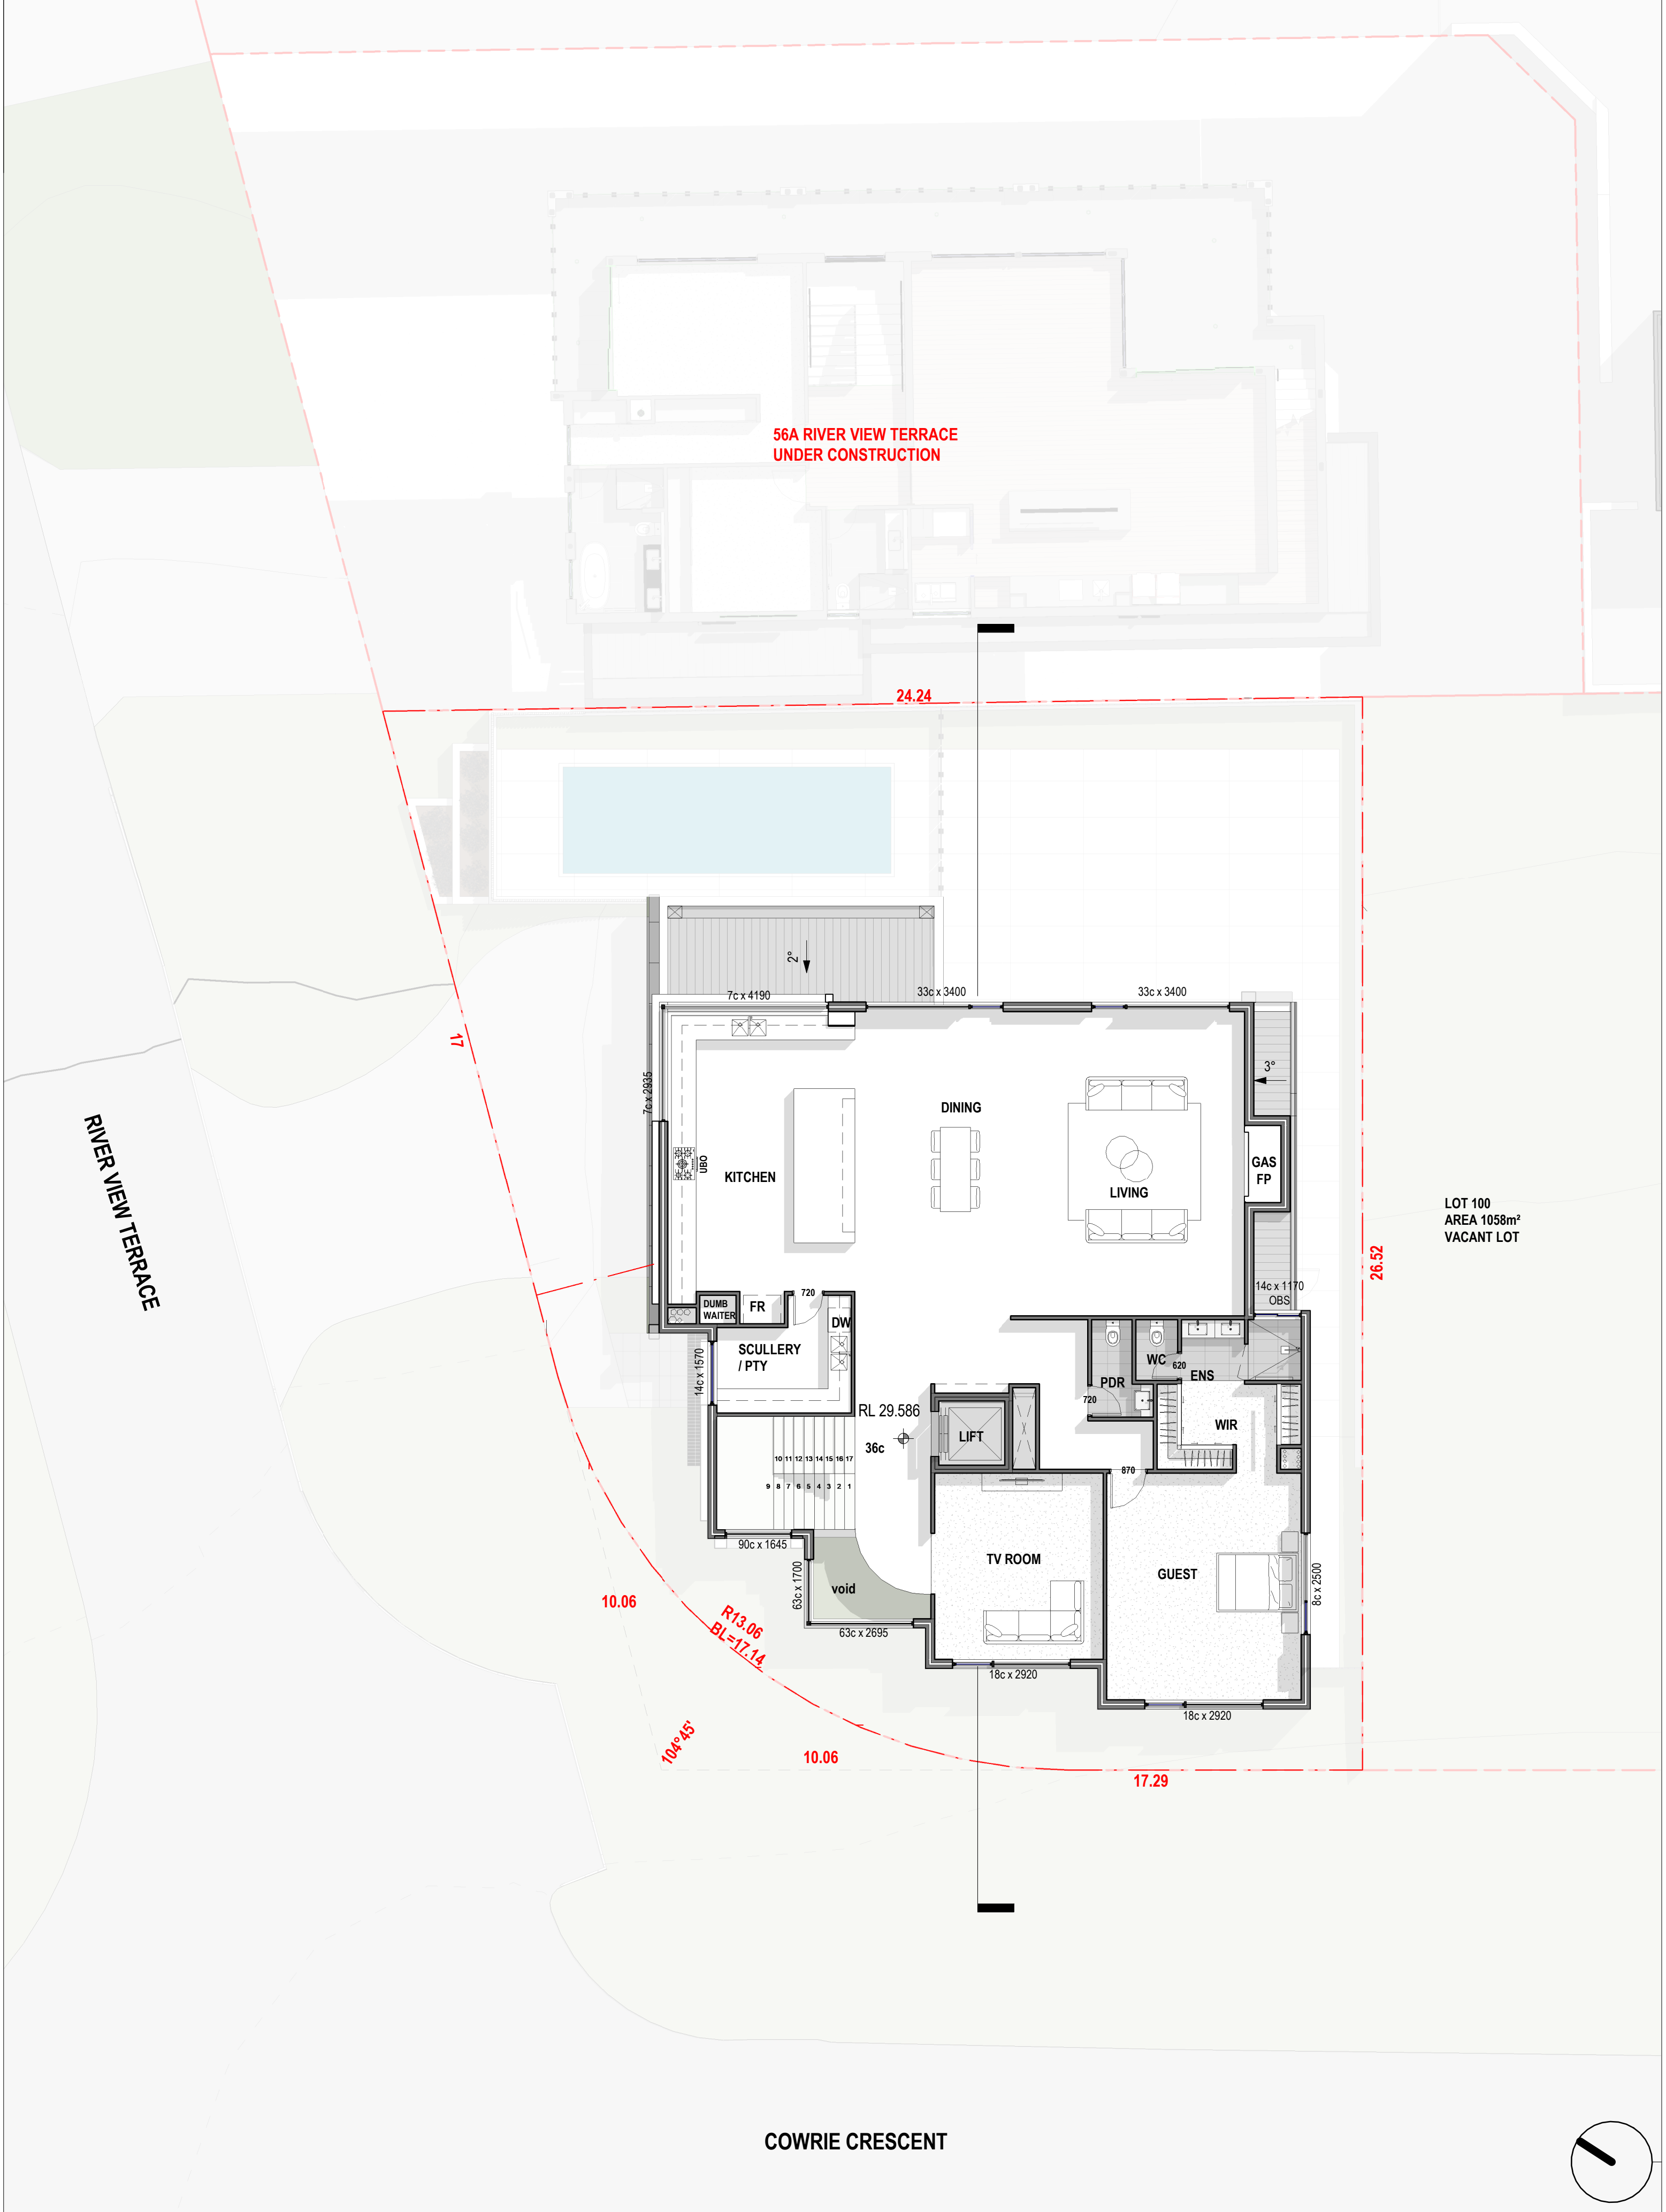 56A RIVER VIEW TERRACE
UNDER CONSTRUCTION
24.24
2°
7c x 4190
33c x 3400
33c x 3400
17
3°
7c x 2935
DINING
RIVER VIEW TERRACE
UBO
KITCHEN
GAS
FP
LIVING
LOT 100
AREA 1058m²
VACANT LOT
26.52
14c x 1170
OBS
720
DUMB
WAITER
FR
DW
SCULLERY
/ PTY
14c x 1570
WC
620
ENS
PDR
720
RL 29.586
WIR
36c
LIFT
10 11 12 13 14 15 16 17
9 8 7 6 5 4 3 2 1
870
90c x 1645
TV ROOM
GUEST
void
63c x 1700
8c x 2500
10.06
R13.06
BL=17.14
63c x 2695
18c x 2920
18c x 2920
104°45'
10.06
17.29
COWRIE CRESCENT